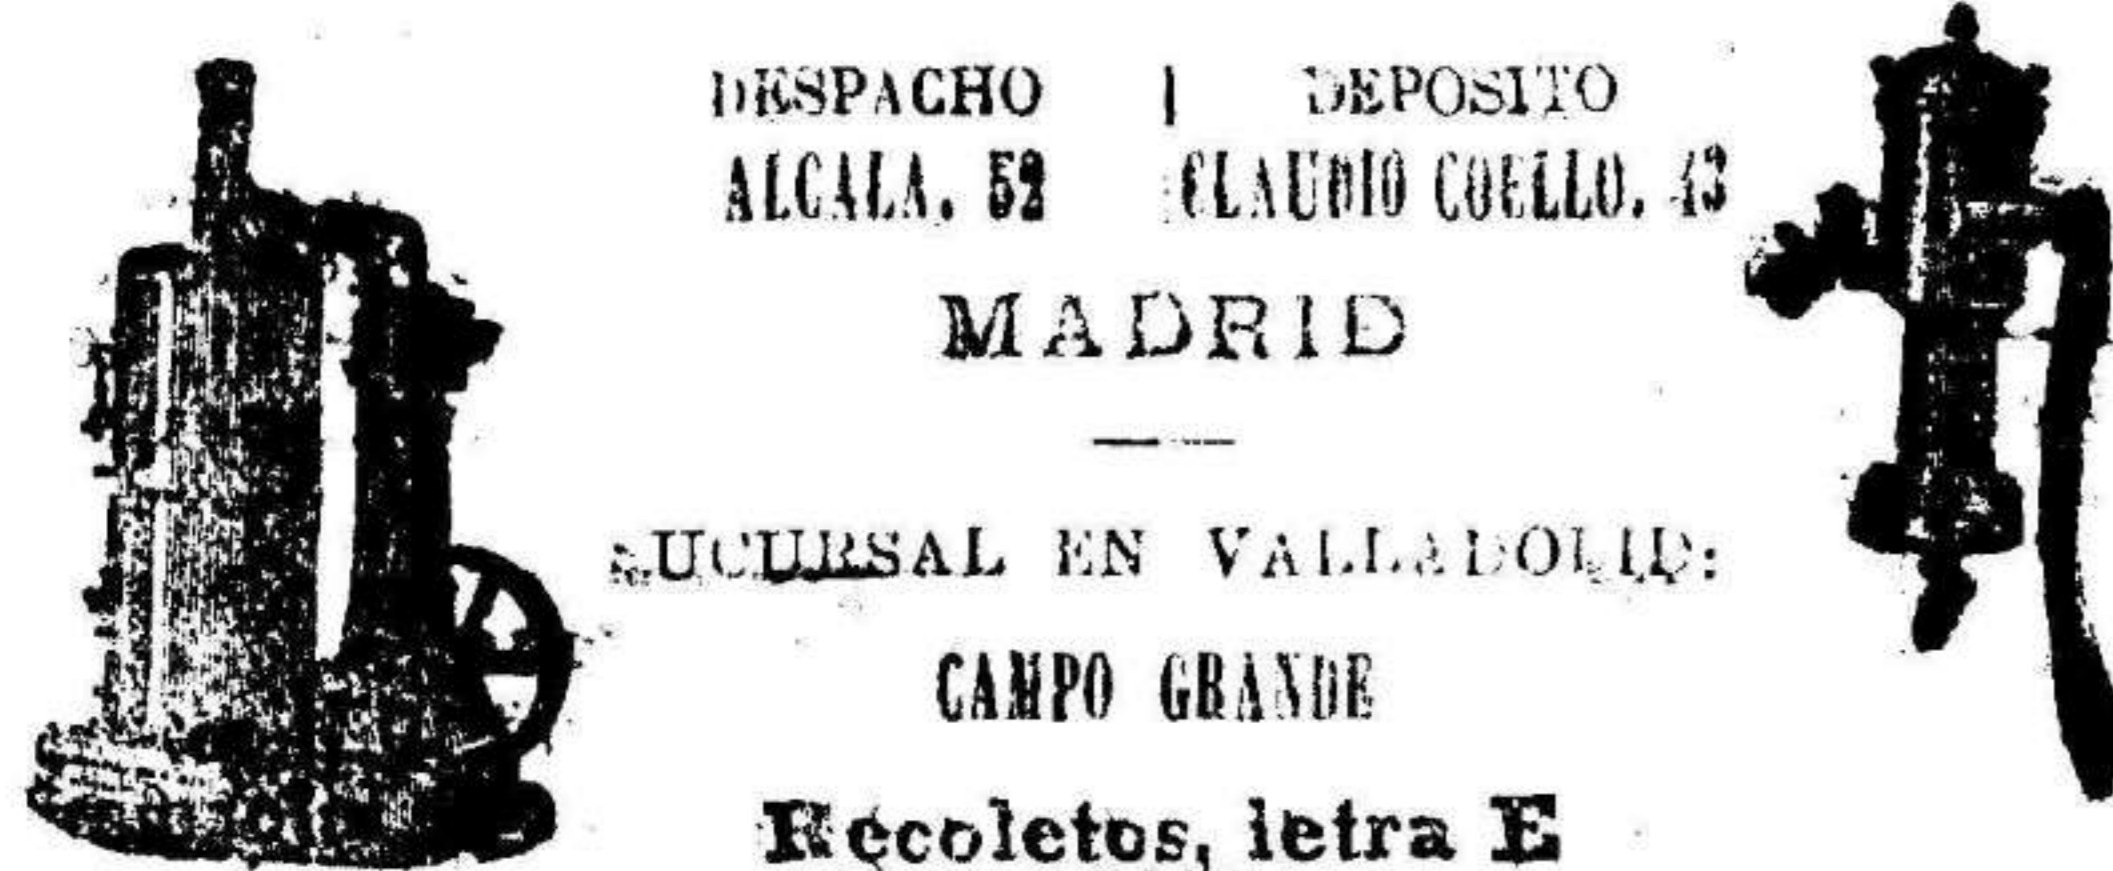 DESPACHO | DEPOSITO
ALCALA, 52 CLAUDIO COELLO, 43
MADRID
SUCURSAL EN VALLADOLID:
CAMPO GRANDE
Recoletos, letra E